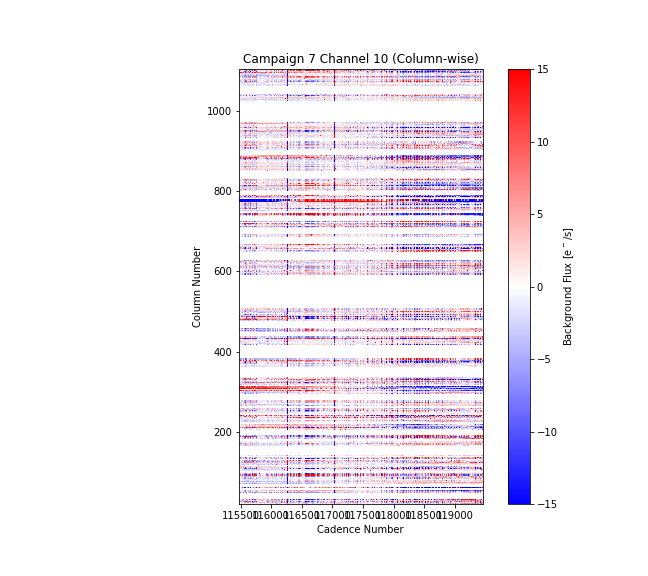 Campaign 7 Channel 10 (Column-wise)
1000
800
600
400
200
Column Number
115500 116000 116500 117000 117500 118000 118500 119000
Cadence Number
15
10
5
0
−5
−10
−15
Background Flux [e⁻/s]